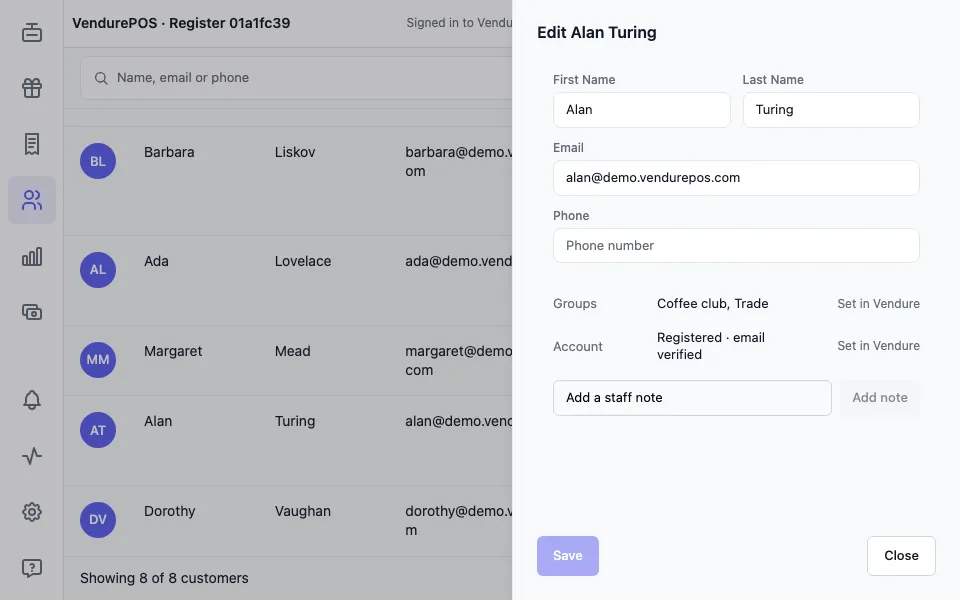 VendurePOS · Register 01a1fc39
Signed in to Vendu
Name, email or phone
BL
Barbara
Liskov
barbara@demo.v
om
AL
Ada
Lovelace
ada@demo.vend
MM
Margaret
Mead
margaret@demo
com
AT
Alan
Turing
alan@demo.vend
DV
Dorothy
Vaughan
dorothy@demo.v
m
Showing 8 of 8 customers
Edit Alan Turing
First Name
Last Name
Alan
Turing
Email
alan@demo.vendurepos.com
Phone
Phone number
Groups
Coffee club, Trade
Set in Vendure
Account
Registered · email
verified
Set in Vendure
Add a staff note
Add note
Save
Close